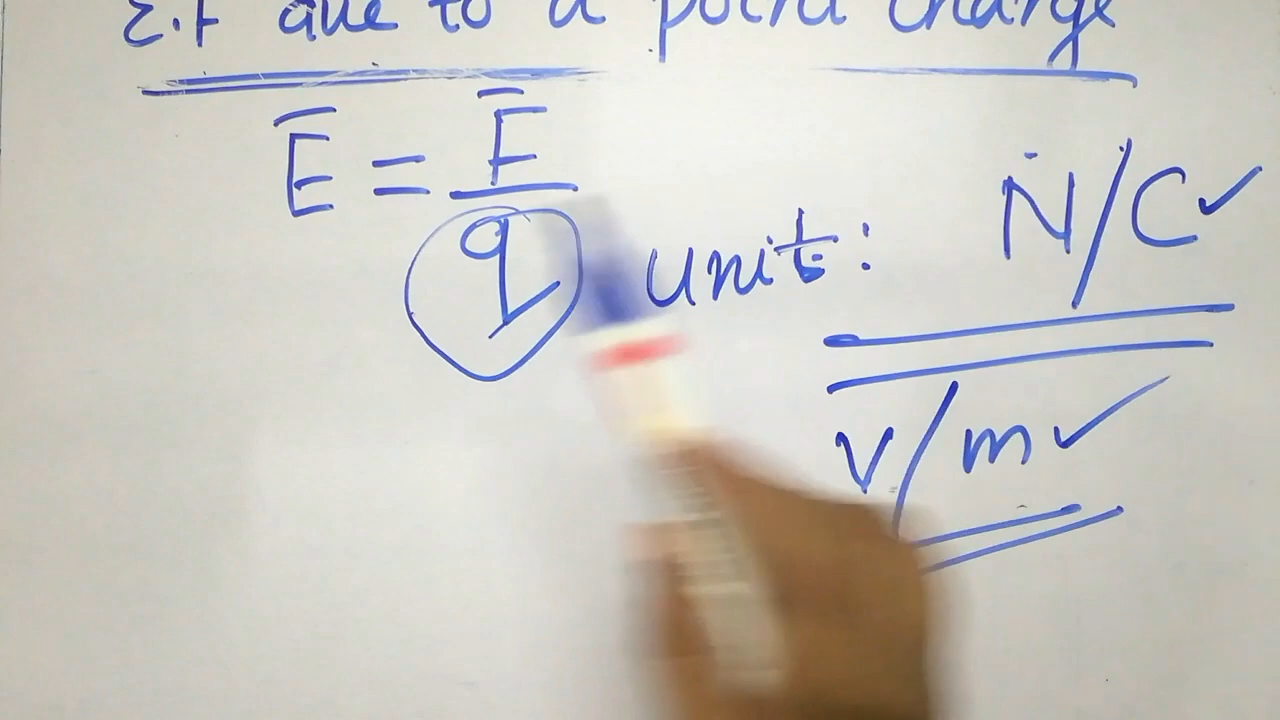 E.F due to a point charge
E̅ = F̅ / q
unit: N/C ✓
V/m ✓